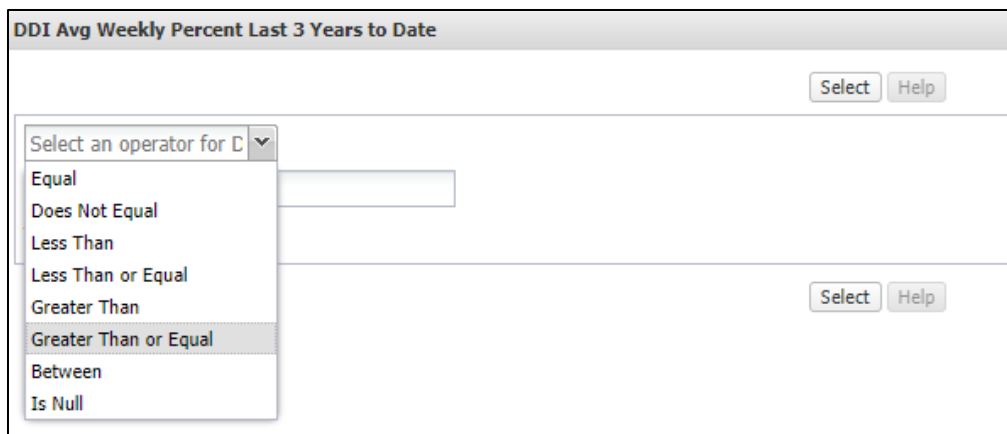 DDI Avg Weekly Percent Last 3 Years to Date
Select Help
Select an operator for D
Equal
Does Not Equal
Less Than
Less Than or Equal
Greater Than
Select Help
Greater Than or Equal
Between
Is Null